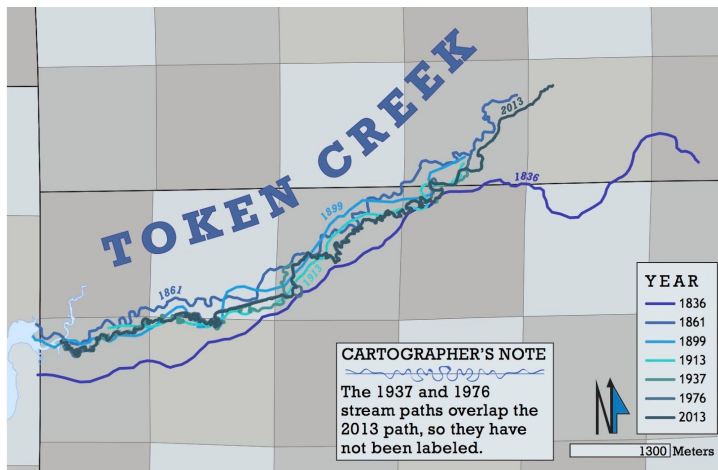 TOKEN CREEK
2013
1836
1899
1913
1861
YEAR
1836
1861
1899
1913
1937
1976
2013
CARTOGRAPHER'S NOTE
The 1937 and 1976
stream paths overlap the
2013 path, so they have
not been labeled.
N
1300 Meters